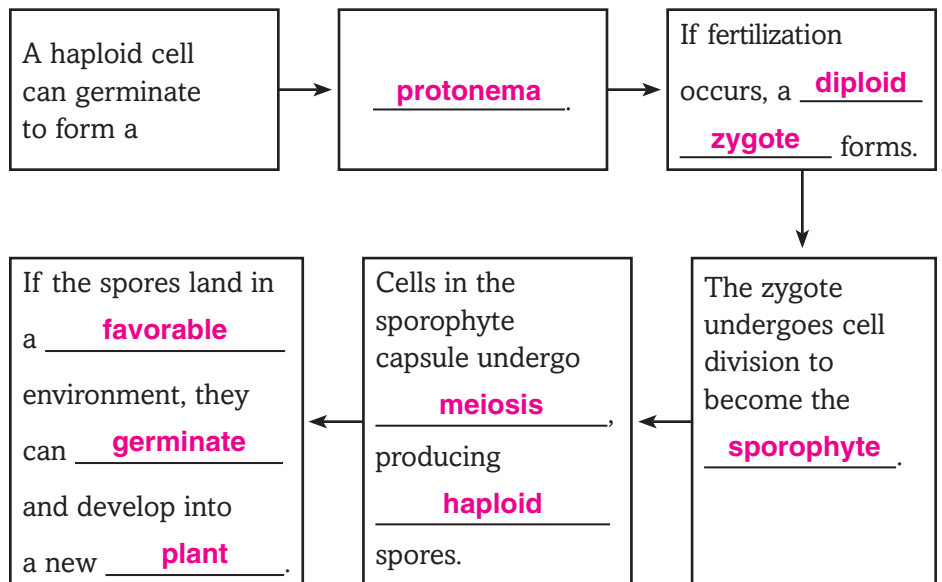 A haploid cell
can germinate
to form a
protonema.
If fertilization
occurs, a diploid
zygote forms.
The zygote
undergoes cell
division to
become the
sporophyte.
Cells in the
sporophyte
capsule undergo
meiosis,
producing
haploid
spores.
If the spores land in
a favorable
environment, they
can germinate
and develop into
a new plant.